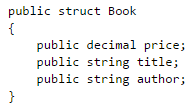 public struct Book
{
    public decimal price;
    public string title;
    public string author;
}